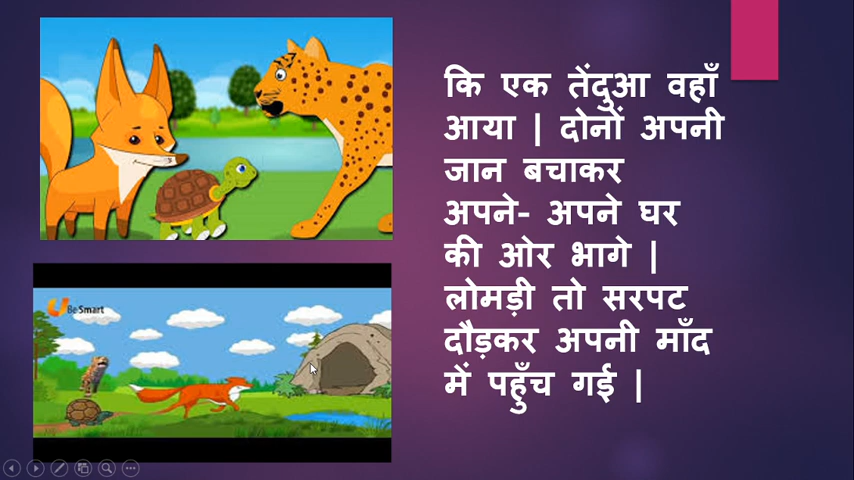 कि एक तेंदुआ वहाँ
आया | दोनों अपनी
जान बचाकर
अपने- अपने घर
की ओर भागे |
लोमड़ी तो सरपट
दौड़कर अपनी माँद
में पहुँच गई |
Be Smart